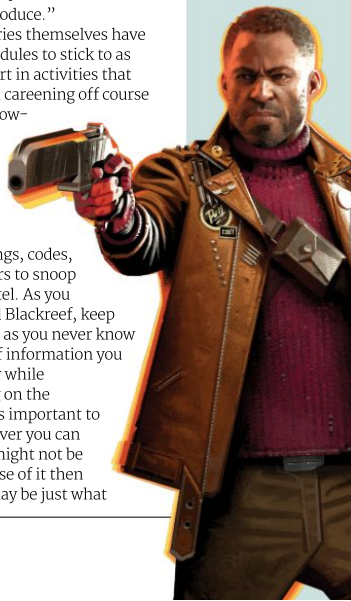 oduce.”
ries themselves have
dules to stick to as
rt in activities that
careening off course
ow-
ngs, codes,
rs to snoop
tel. As you
Blackreef, keep
as you never know
f information you
while
on the
s important to
ver you can
night not be
se of it then
ay be just what